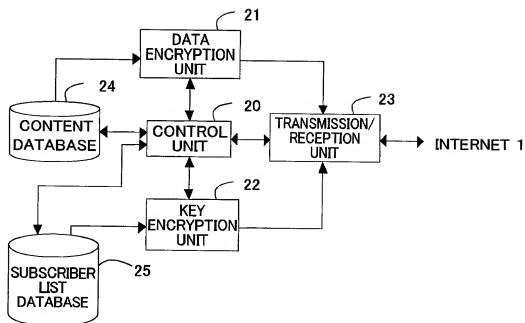 21
DATA
ENCRYPTION
UNIT
24
20
23
CONTENT
DATABASE
CONTROL
UNIT
TRANSMISSION/
RECEPTION
UNIT
INTERNET 1
22
KEY
ENCRYPTION
UNIT
SUBSCRIBER
LIST
DATABASE
25